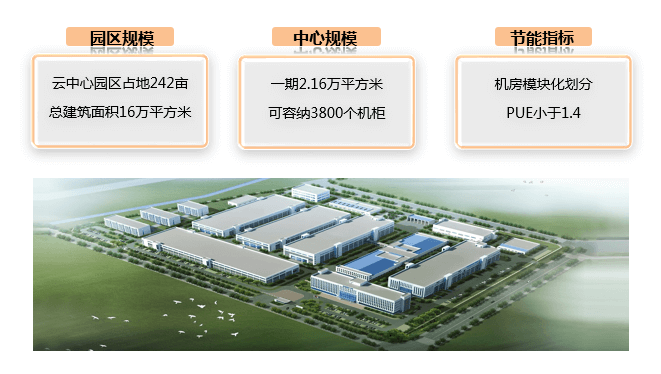 园区规模
云中心园区占地242亩
总建筑面积16万平方米
中心规模
一期2.16万平方米
可容纳3800个机柜
节能指标
机房模块化划分
PUE小于1.4